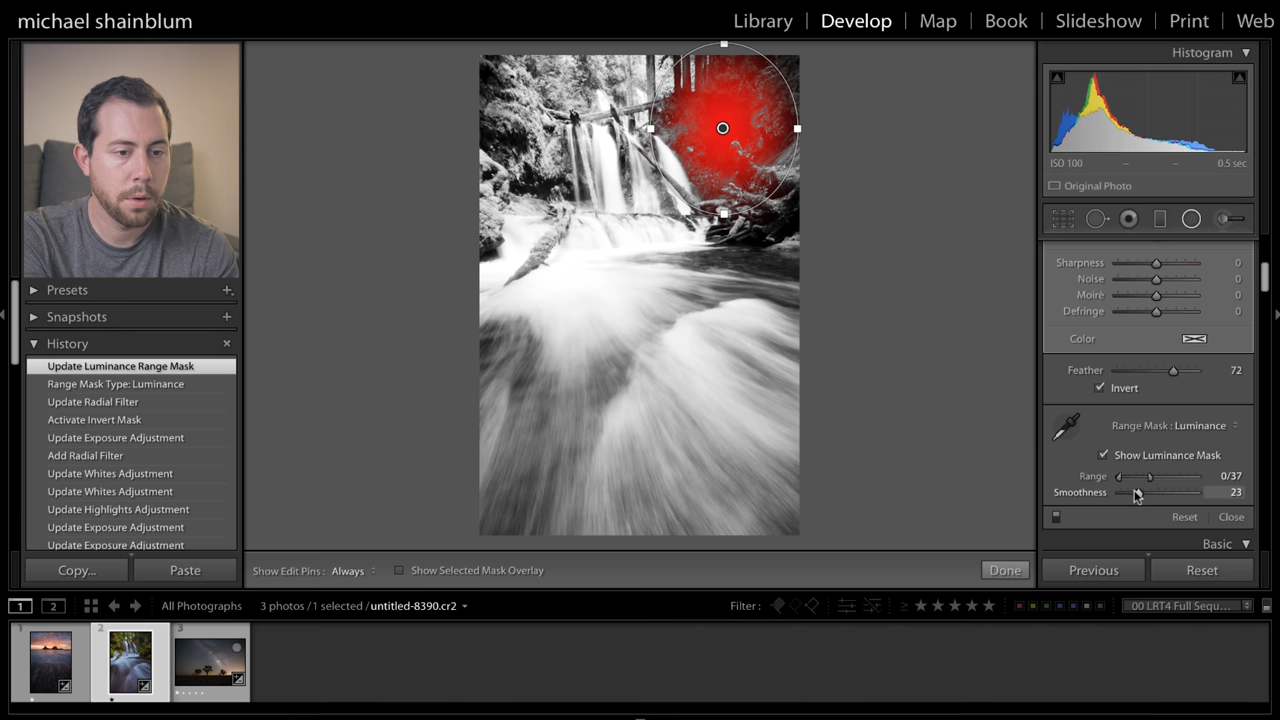 michael shainblum
Library | Develop | Map | Book | Slideshow | Print | Web
Histogram
ISO 100 – – 0.5 sec
Original Photo
Sharpness 0
Noise 0
Moirè 0
Defringe 0
Color
Feather 72
Invert
Range Mask : Luminance
Show Luminance Mask
Range 0/37
Smoothness 23
Reset Close
Basic
Previous Reset
Presets +
Snapshots +
History ×
Update Luminance Range Mask
Range Mask Type: Luminance
Update Radial Filter
Activate Invert Mask
Update Exposure Adjustment
Add Radial Filter
Update Whites Adjustment
Update Whites Adjustment
Update Highlights Adjustment
Update Exposure Adjustment
Update Exposure Adjustment
Copy... Paste
Show Edit Pins : Always Show Selected Mask Overlay Done
1 2 All Photographs 3 photos /1 selected /untitled-8390.cr2 Filter : ≥ ★★★★★ 00 LRT4 Full Sequ...
1 2 3